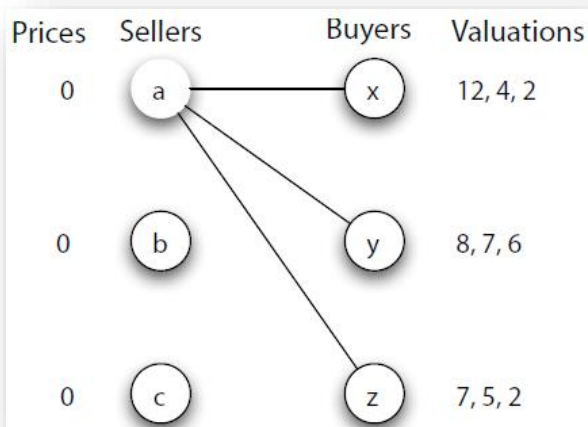 Prices Sellers Buyers Valuations
0 a x 12, 4, 2
0 b y 8, 7, 6
0 c z 7, 5, 2